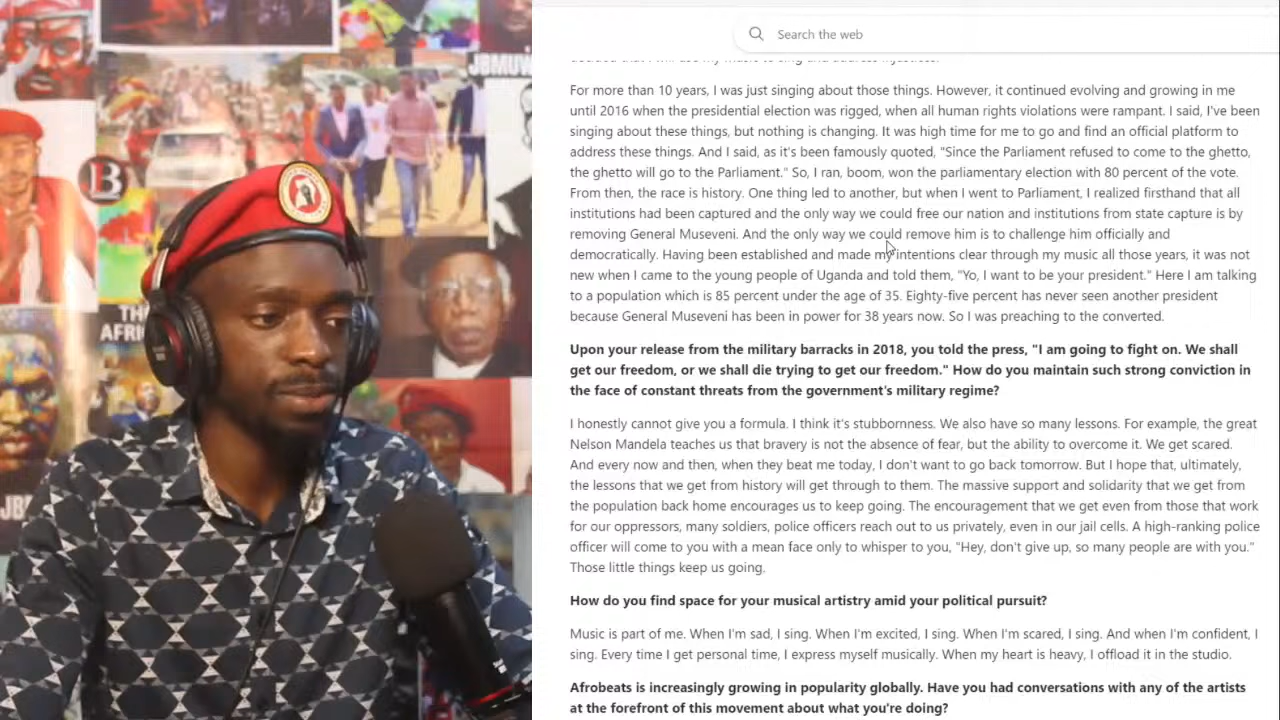 JBMUW
B
TH
AFRI
JB
Search the web
For more than 10 years, I was just singing about those things. However, it continued evolving and growing in me
until 2016 when the presidential election was rigged, when all human rights violations were rampant. I said, I've been
singing about these things, but nothing is changing. It was high time for me to go and find an official platform to
address these things. And I said, as it's been famously quoted, "Since the Parliament refused to come to the ghetto,
the ghetto will go to the Parliament." So, I ran, boom, won the parliamentary election with 80 percent of the vote.
From then, the race is history. One thing led to another, but when I went to Parliament, I realized firsthand that all
institutions had been captured and the only way we could free our nation and institutions from state capture is by
removing General Museveni. And the only way we could remove him is to challenge him officially and
democratically. Having been established and made my intentions clear through my music all those years, it was not
new when I came to the young people of Uganda and told them, "Yo, I want to be your president." Here I am talking
to a population which is 85 percent under the age of 35. Eighty-five percent has never seen another president
because General Museveni has been in power for 38 years now. So I was preaching to the converted.
Upon your release from the military barracks in 2018, you told the press, "I am going to fight on. We shall
get our freedom, or we shall die trying to get our freedom." How do you maintain such strong conviction in
the face of constant threats from the government's military regime?
I honestly cannot give you a formula. I think it's stubbornness. We also have so many lessons. For example, the great
Nelson Mandela teaches us that bravery is not the absence of fear, but the ability to overcome it. We get scared.
And every now and then, when they beat me today, I don't want to go back tomorrow. But I hope that, ultimately,
the lessons that we get from history will get through to them. The massive support and solidarity that we get from
the population back home encourages us to keep going. The encouragement that we get even from those that work
for our oppressors, many soldiers, police officers reach out to us privately, even in our jail cells. A high-ranking police
officer will come to you with a mean face only to whisper to you, "Hey, don't give up, so many people are with you."
Those little things keep us going.
How do you find space for your musical artistry amid your political pursuit?
Music is part of me. When I'm sad, I sing. When I'm excited, I sing. When I'm scared, I sing. And when I'm confident, I
sing. Every time I get personal time, I express myself musically. When my heart is heavy, I offload it in the studio.
Afrobeats is increasingly growing in popularity globally. Have you had conversations with any of the artists
at the forefront of this movement about what you're doing?